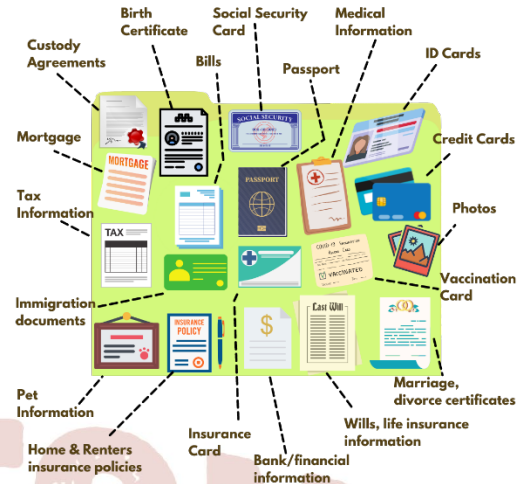 Birth
Certificate
Social Security
Card
Medical
Information
Custody
Agreements
Bills
Passport
ID Cards
Mortgage
Credit Cards
Tax
Information
Photos
Immigration
documents
Vaccination
Card
Pet
Information
Marriage,
divorce certificates
Home & Renters
insurance policies
Insurance
Card
Wills, life insurance
information
Bank/financial
information
SOCIAL SECURITY
MORTGAGE
PASSPORT
TAX
VACCINATED
INSURANCE
POLICY
$
Last Will